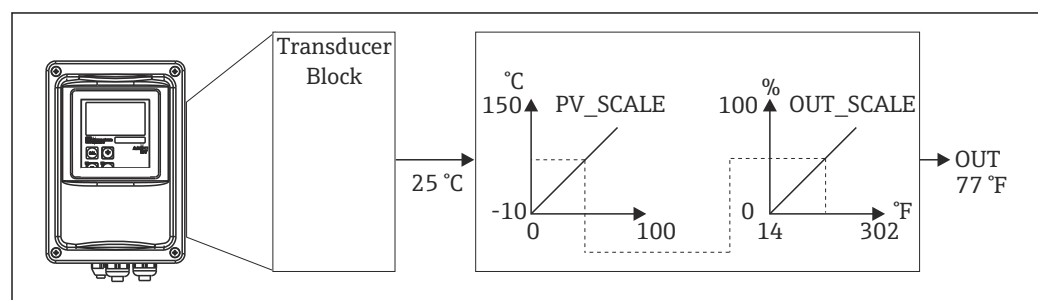 Transducer
Block
25 °C
°C
150
PV_SCALE
-10
0
100
%
100
OUT_SCALE
0
°F
14
302
OUT
77 °F